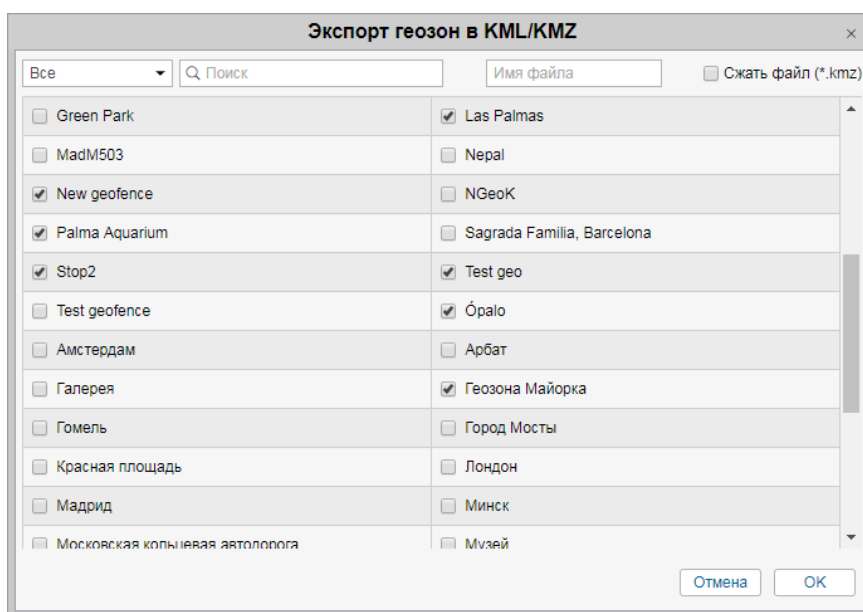 Экспорт геозон в KML/KMZ
Все Поиск Имя файла Сжать файл (*.kmz)
Green Park Las Palmas
MadM503 Nepal
New geofence NGeoK
Palma Aquarium Sagrada Familia, Barcelona
Stop2 Test geo
Test geofence Ópalo
Амстердам Арбат
Галерея Геозона Майорка
Гомель Город Мосты
Красная площадь Лондон
Мадрид Минск
Московская кольцевая автодорога Музей
Отмена OK